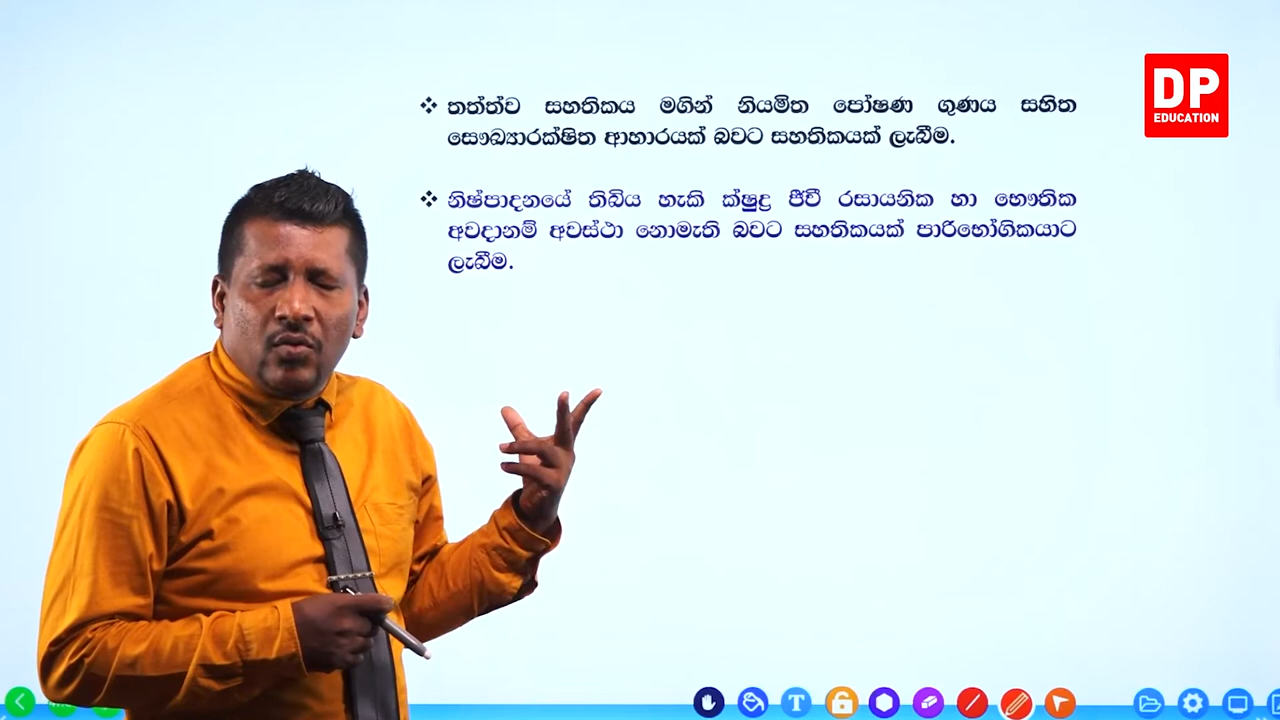 DP
EDUCATION
❖ තත්ත්ව සහතිකය මගින් නියමිත පෝෂණ ගුණය සහිත
සෞඛ්‍යාරක්ෂිත ආහාරයක් බවට සහතිකයක් ලැබීම.
❖ නිෂ්පාදනයේ තිබිය හැකි ක්ෂුද්‍ර ජීවී රසායනික හා භෞතික
අවදානම් අවස්ථා නොමැති බවට සහතිකයක් පාරිභෝගිකයාට
ලැබීම.
T